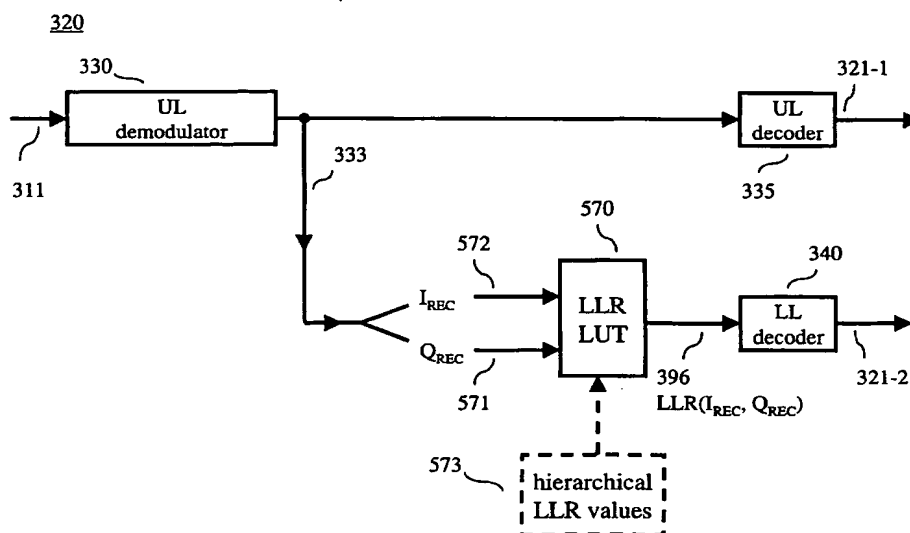 320
330
UL
demodulator
311
333
321-1
UL
decoder
335
570
572
I_REC
Q_REC
571
LLR
LUT
396
LLR(I_REC, Q_REC)
340
LL
decoder
321-2
573
hierarchical
LLR values